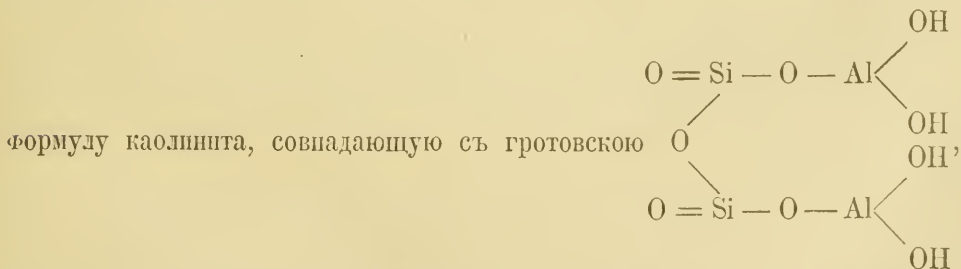 OH
O = Si — O — Al
OH
формулу каолинита, совпадающую съ гротовскою O
OH,
O = Si — O — Al
OH